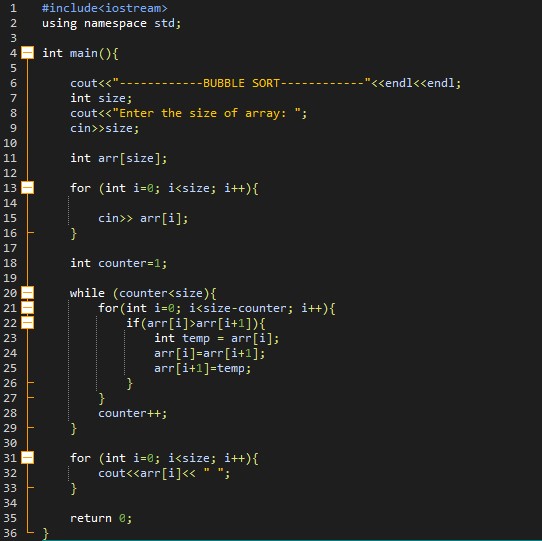 1 #include<iostream>
2 using namespace std;
3
4 int main(){
5
6 cout<<"------------BUBBLE SORT------------"<<endl<<endl;
7 int size;
8 cout<<"Enter the size of array: ";
9 cin>>size;
10
11 int arr[size];
12
13 for (int i=0; i<size; i++){
14
15 cin>> arr[i];
16 }
17
18 int counter=1;
19
20 while (counter<size){
21 for(int i=0; i<size-counter; i++){
22 if(arr[i]>arr[i+1]){
23 int temp = arr[i];
24 arr[i]=arr[i+1];
25 arr[i+1]=temp;
26 }
27 }
28 counter++;
29 }
30
31 for (int i=0; i<size; i++){
32 cout<<arr[i]<< " ";
33 }
34
35 return 0;
36 }